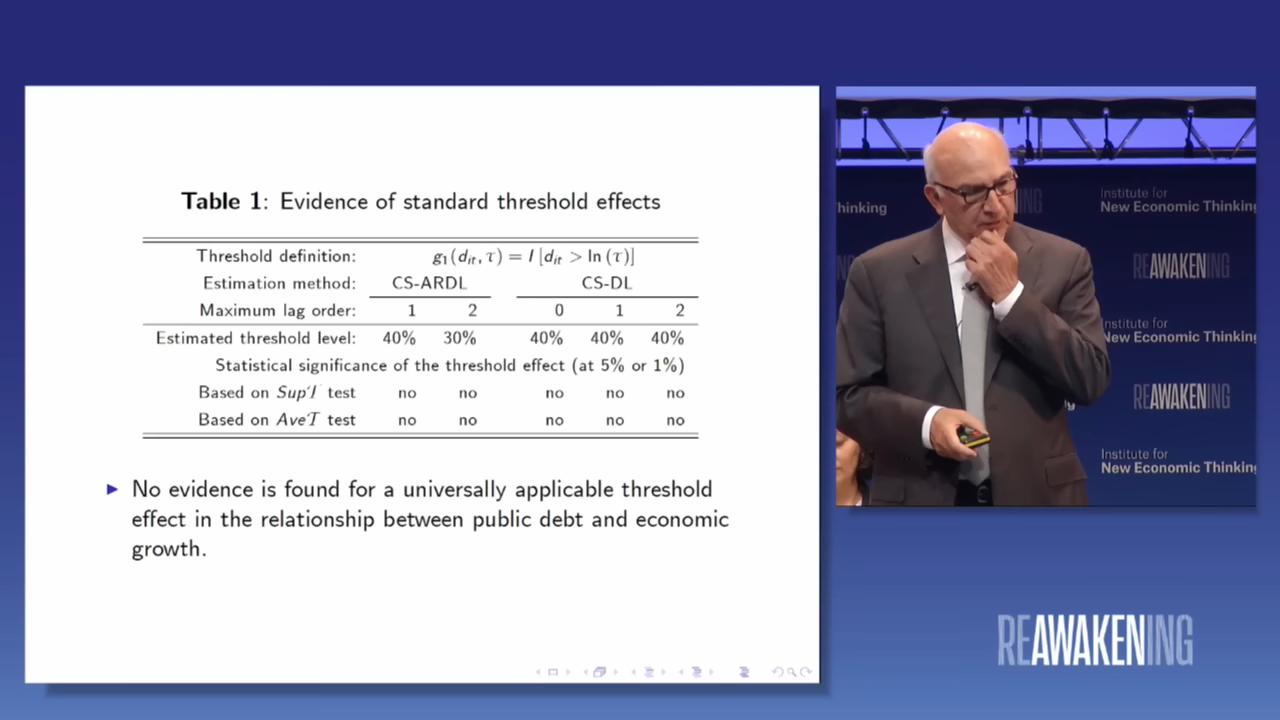 Table 1: Evidence of standard threshold effects
Threshold definition: g₁(dᵢₜ, τ) = I [dᵢₜ > ln (τ)]
Estimation method: CS-ARDL CS-DL
Maximum lag order: 1 2 0 1 2
Estimated threshold level: 40% 30% 40% 40% 40%
Statistical significance of the threshold effect (at 5% or 1%)
Based on SupT test no no no no no
Based on AveT test no no no no no
▶ No evidence is found for a universally applicable threshold
effect in the relationship between public debt and economic
growth.
Thinking
ING
Institute for
New Economic Thinking
REAWAKENING
Institute for
New Economic Thinking
REAWAKENING
Institute for
New Economic Thinking
REAWAKENING